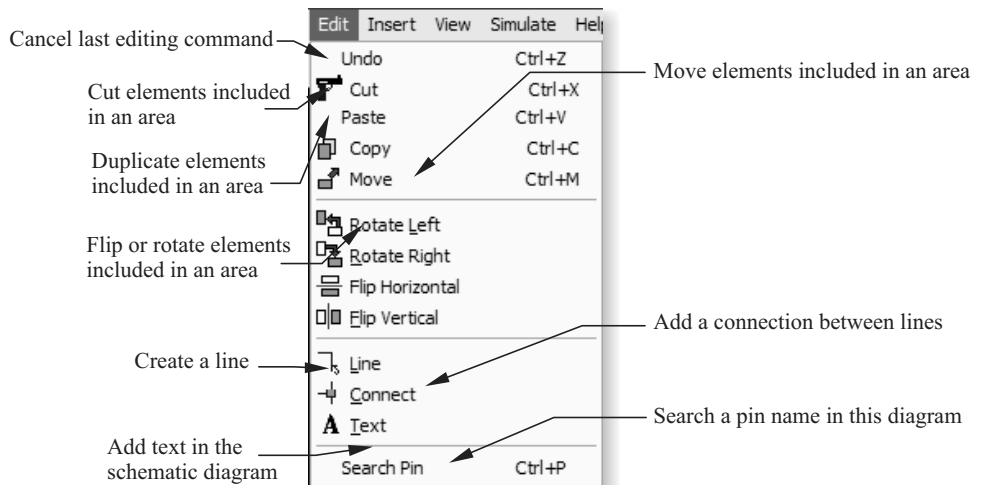 Edit Insert View Simulate Hel
Cancel last editing command
Undo Ctrl+Z
Move elements included in an area
Cut elements included
in an area
Cut Ctrl+X
Paste Ctrl+V
Duplicate elements
included in an area
Copy Ctrl+C
Move Ctrl+M
Rotate Left
Flip or rotate elements
included in an area
Rotate Right
Flip Horizontal
Flip Vertical
Add a connection between lines
Create a line
Line
Connect
Text
Search a pin name in this diagram
Add text in the
schematic diagram
Search Pin Ctrl+P